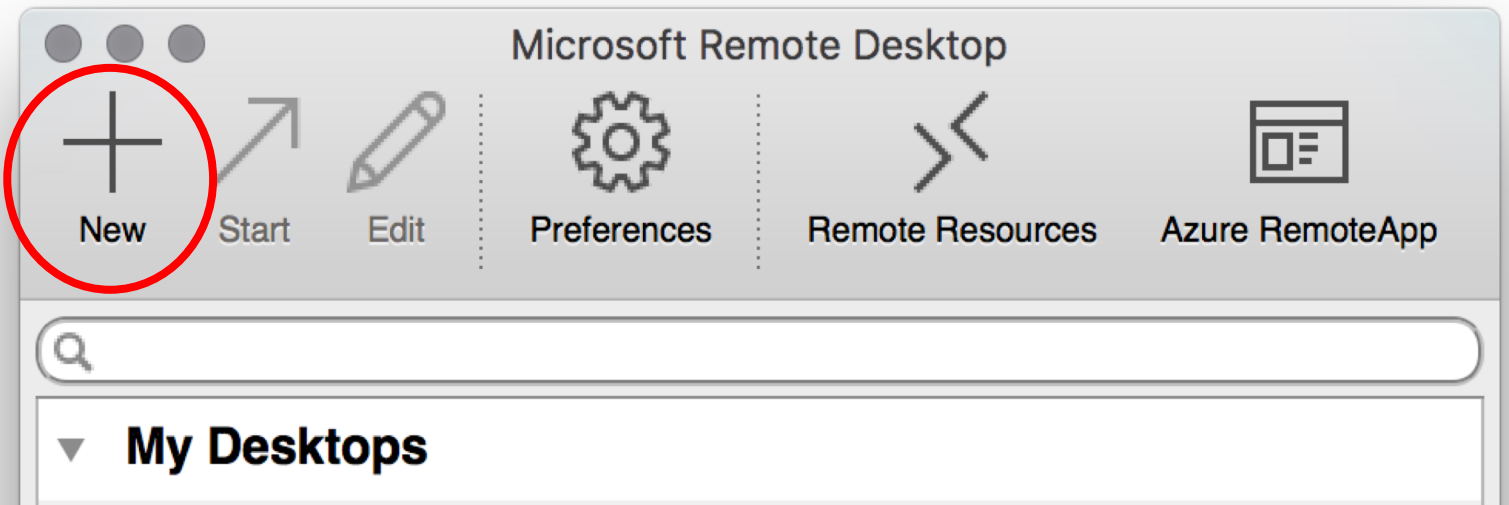 Microsoft Remote Desktop
New Start Edit Preferences Remote Resources Azure RemoteApp
My Desktops